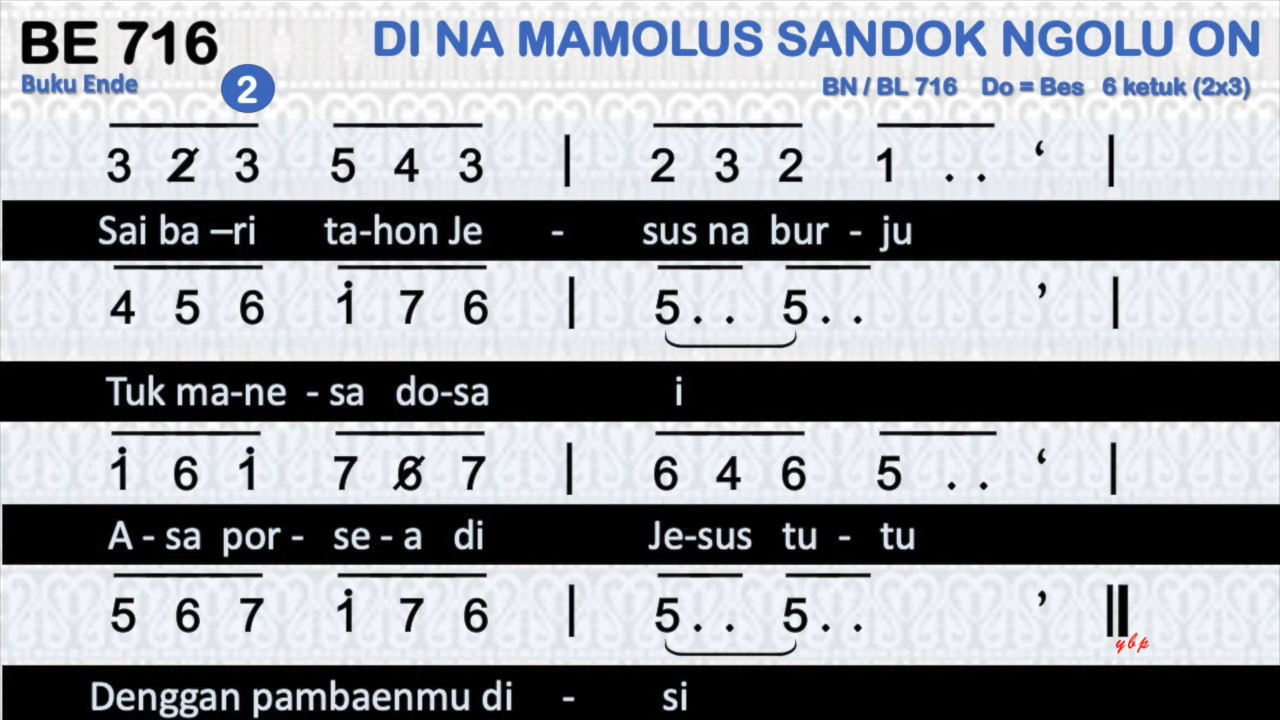 BE 716 DI NA MAMOLUS SANDOK NGOLU ON
Buku Ende 2 BN / BL 716 Do = Bes 6 ketuk (2x3)
3 2̷ 3 5 4 3 | 2 3 2 1 . . ‘ |
Sai ba –ri ta-hon Je - sus na bur - ju
4 5 6 1̇ 7 6 | 5 . . 5 . . ’ |
Tuk ma-ne - sa do-sa i
1̇ 6 1̇ 7 6̷ 7 | 6 4 6 5 . . ‘ |
A - sa por - se - a di Je-sus tu - tu
5 6 7 1̇ 7 6 | 5 . . 5 . . ’ ||
ybp
Denggan pambaenmu di - si